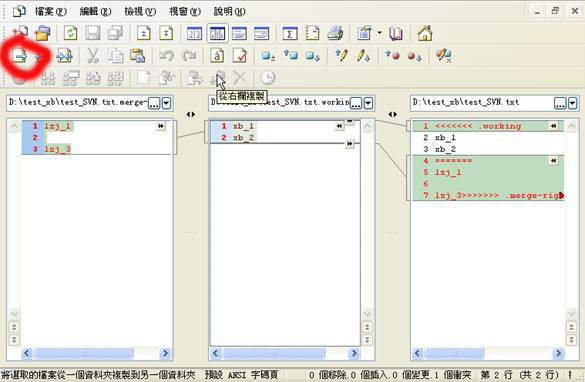 檔案(F) 編輯(E) 檢視(V) 視窗(W) 說明(H)
從右欄複製
D:\test_xb\test_SVN.txt.merge-
D:\test_xb\test_SVN.txt.workin
D:\test_xb\test_SVN.txt
1 lzj_1
2
3 lzj_3
1 xb_1
2 xb_2
1 <<<<<<< .working
2 xb_1
3 xb_2
4 =======
5 lzj_1
6
7 lzj_3>>>>>>> .merge-rig
將選取的檔案從一個資料夾複製到另一個資料夾 預設 ANSI 字碼頁 0 個移除.0 個插入.0 個變更.1 個衝突 第 2 行 (共 2 行)